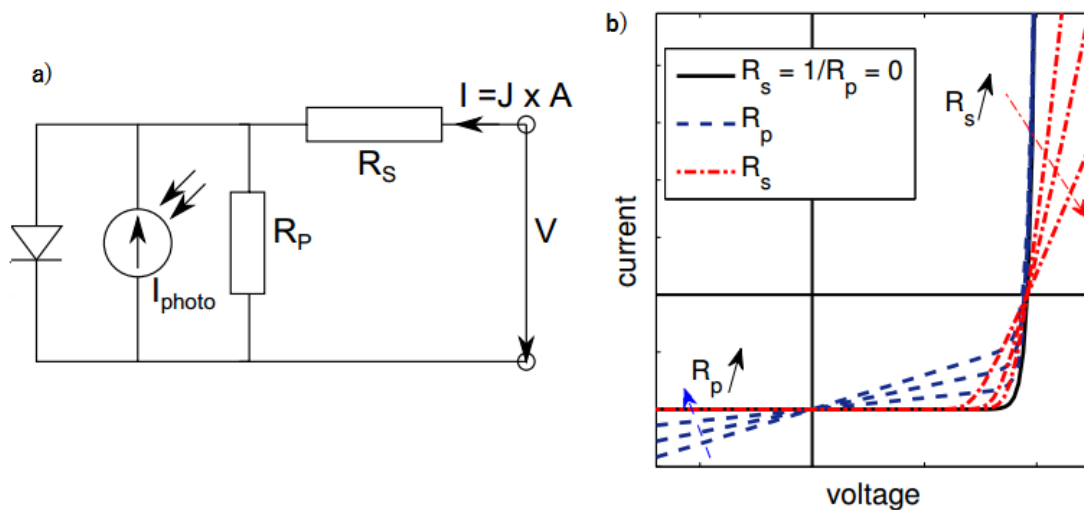 a)
I =J x A
R_S
R_P
I_photo
V
b)
R_s = 1/R_p = 0
R_p
R_s
R_s
R_p
current
voltage